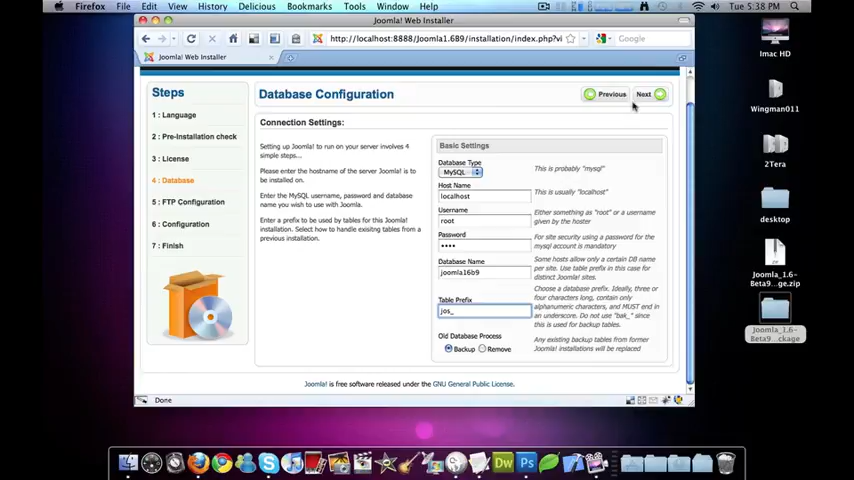 Firefox File Edit View History Delicious Bookmarks Tools Window Help
Tue 5:38 PM
Joomla! Web Installer
http://localhost:8888/Joomla1.6B9/installation/index.php?vi
Google
Joomla! Web Installer
Steps
1 : Language
2 : Pre-Installation check
3 : License
4 : Database
5 : FTP Configuration
6 : Configuration
7 : Finish
Database Configuration
Previous
Next
Connection Settings:
Setting up Joomla! to run on your server involves 4
simple steps...
Please enter the hostname of the server Joomla! is to
be installed on.
Enter the MySQL username, password and database
name you wish to use with Joomla.
Enter a prefix to be used by tables for this Joomla!
installation. Select how to handle existing tables from a
previous installation.
Basic Settings
Database Type
MySQL
This is probably "mysql"
Host Name
localhost
This is usually "localhost"
Username
root
Either something as "root" or a username
given by the hoster
Password
••••
For site security using a password for the
mysql account is mandatory
Database Name
joomla16b9
Some hosts allow only a certain DB name
per site. Use table prefix in this case for
distinct Joomla! sites.
Table Prefix
jos_
Choose a database prefix. Ideally, three or
four characters long, contain only
alphanumeric characters, and MUST end in
an underscore. Do not use "bak_" since
this is used for backup tables.
Old Database Process
Backup Remove
Any existing backup tables from former
Joomla! installations will be replaced
Joomla! is free software released under the GNU General Public License.
Done
Imac HD
Wingman011
2Tera
desktop
ZIP
Joomla_1.6-
Beta9...ge.zip
Joomla_1.6-
Beta9...ckage
Dw
Ps